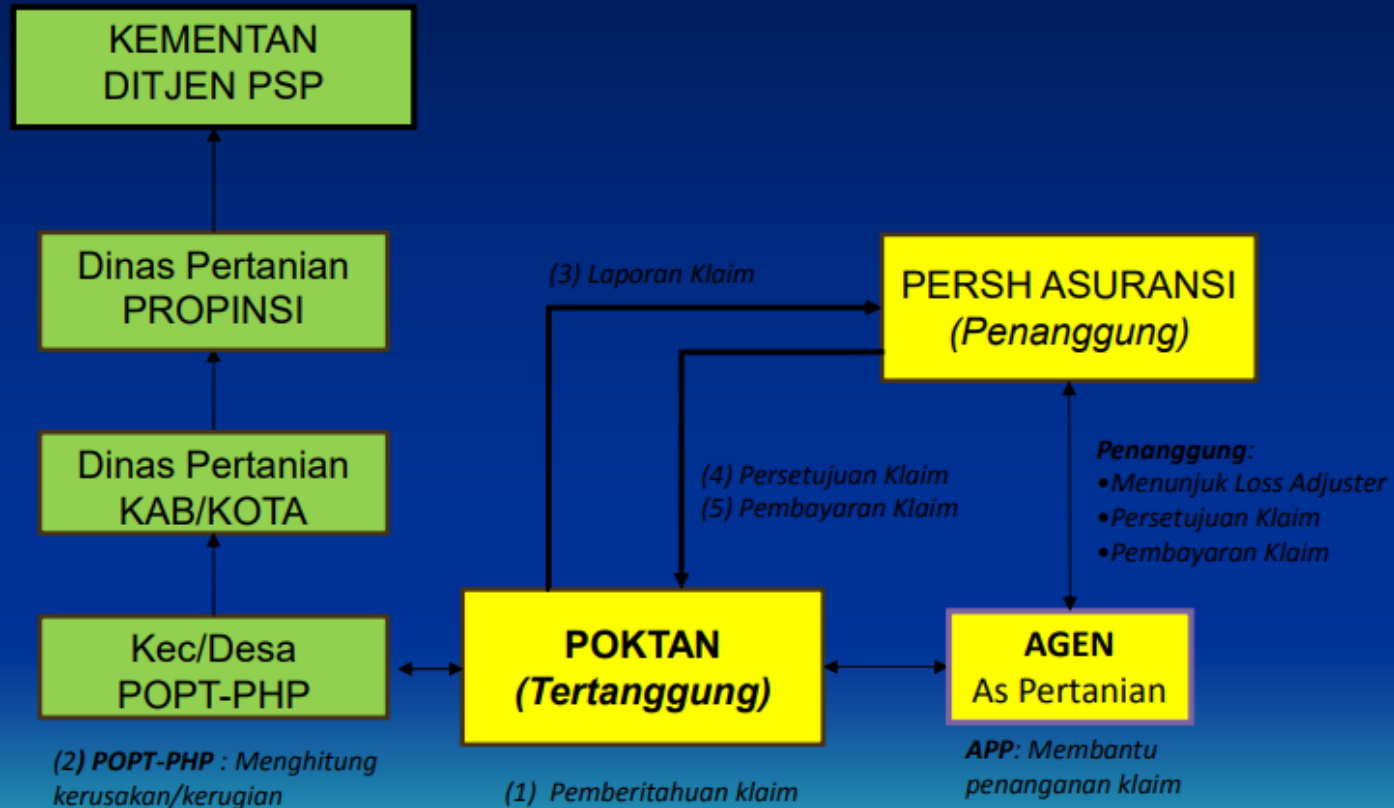 KEMENTAN
DITJEN PSP
Dinas Pertanian
PROPINSI
(3) Laporan Klaim
PERSH ASURANSI
(Penanggung)
Dinas Pertanian
KAB/KOTA
(4) Persetujuan Klaim
(5) Pembayaran Klaim
Penanggung:
•Menunjuk Loss Adjuster
•Persetujuan Klaim
•Pembayaran Klaim
Kec/Desa
POPT-PHP
POKTAN
(Tertanggung)
AGEN
As Pertanian
(2) POPT-PHP : Menghitung
kerusakan/kerugian
(1) Pemberitahuan klaim
APP: Membantu
penanganan klaim